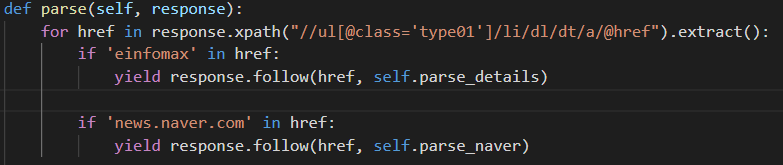 def parse(self, response):
    for href in response.xpath("//ul[@class='type01']/li/dl/dt/a/@href").extract():
        if 'einfomax' in href:
            yield response.follow(href, self.parse_details)
        if 'news.naver.com' in href:
            yield response.follow(href, self.parse_naver)